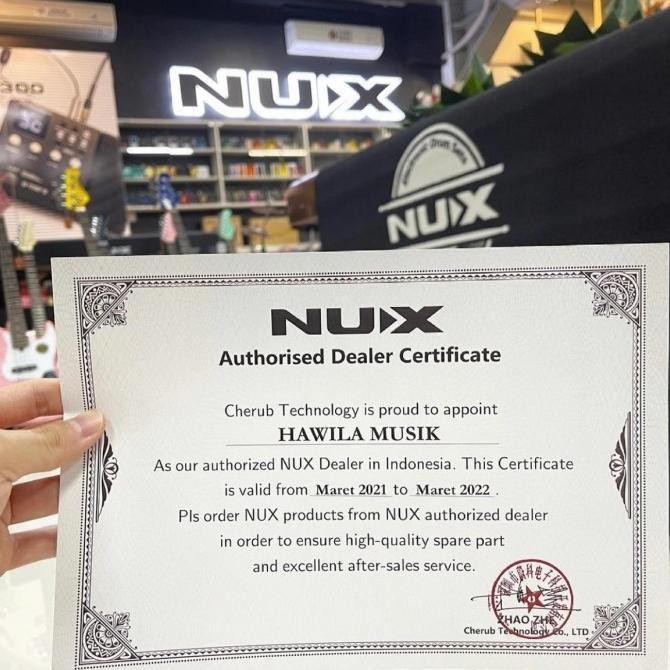 NUX
NUX
NUX
Authorised Dealer Certificate
Cherub Technology is proud to appoint
HAWILA MUSIK
As our authorized NUX Dealer in Indonesia. This Certificate
is valid from Maret 2021 to Maret 2022 .
Pls order NUX products from NUX authorized dealer
in order to ensure high-quality spare part
and excellent after-sales service.
ZHAO ZHE
Cherub Technology Co., LTD